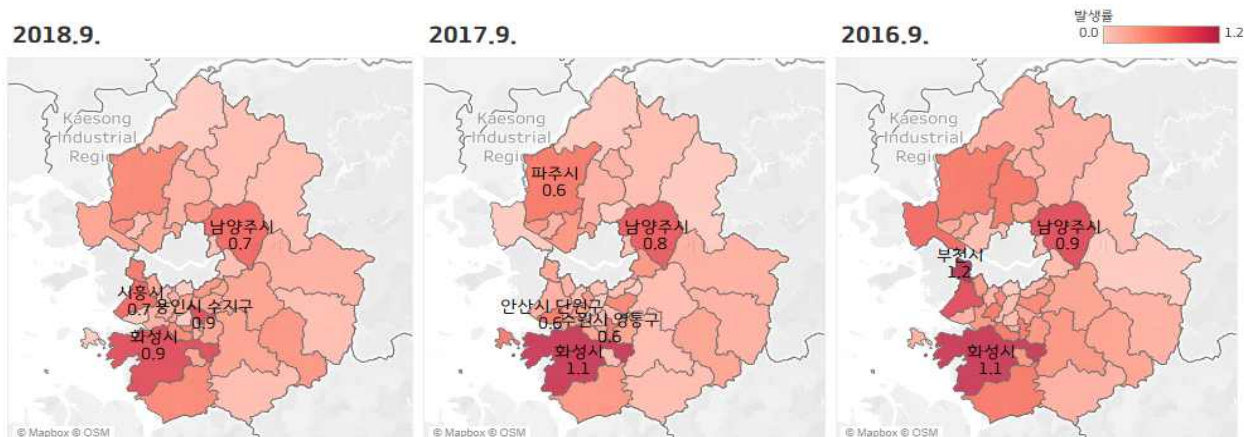 발생률
0.0 1.2
2018.9.
Kaesong
Industrial
Region
남양주시
0.7
시흥시
0.7
용인시 수지구
0.9
화성시
0.9
© Mapbox © OSM
2017.9.
Kaesong
Industrial
Region
파주시
0.6
남양주시
0.8
안산시 단원구
0.6
수원시 영통구
0.6
화성시
1.1
© Mapbox © OSM
2016.9.
Kaesong
Industrial
Region
남양주시
0.9
부천시
1.2
화성시
1.1
© Mapbox © OSM